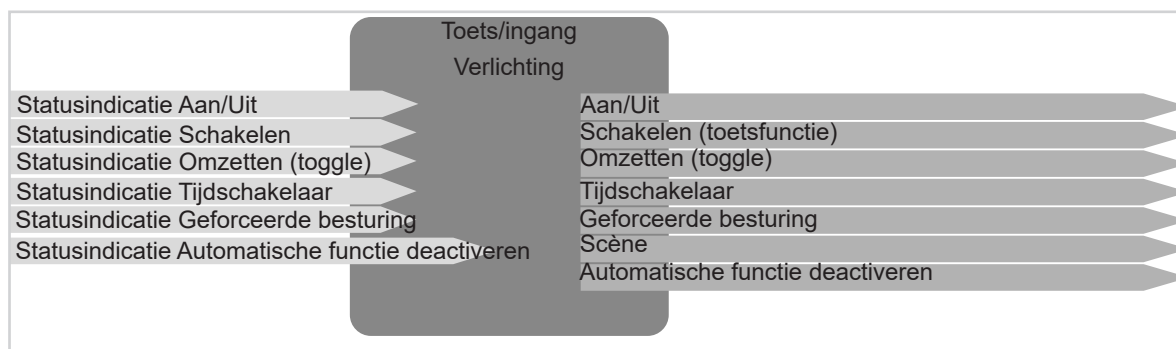 Toets/ingang
Verlichting
Statusindicatie Aan/Uit
Statusindicatie Schakelen
Statusindicatie Omzetten (toggle)
Statusindicatie Tijdschakelaar
Statusindicatie Geforceerde besturing
Statusindicatie Automatische functie deactiveren
Aan/Uit
Schakelen (toetsfunctie)
Omzetten (toggle)
Tijdschakelaar
Geforceerde besturing
Scène
Automatische functie deactiveren